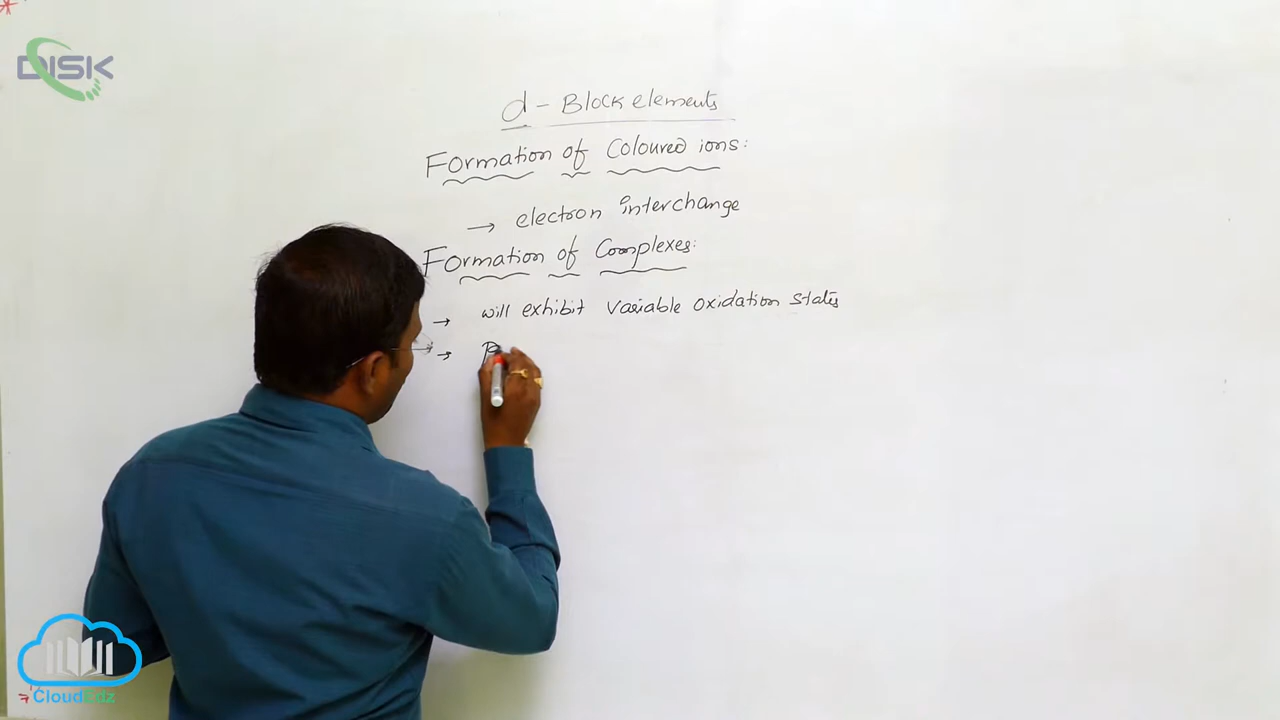 DISK
d - Block elements
Formation of Coloured ions:
→ electron interchange
Formation of Complexes:
→ will exhibit variable oxidation states
→ P
CloudEdz